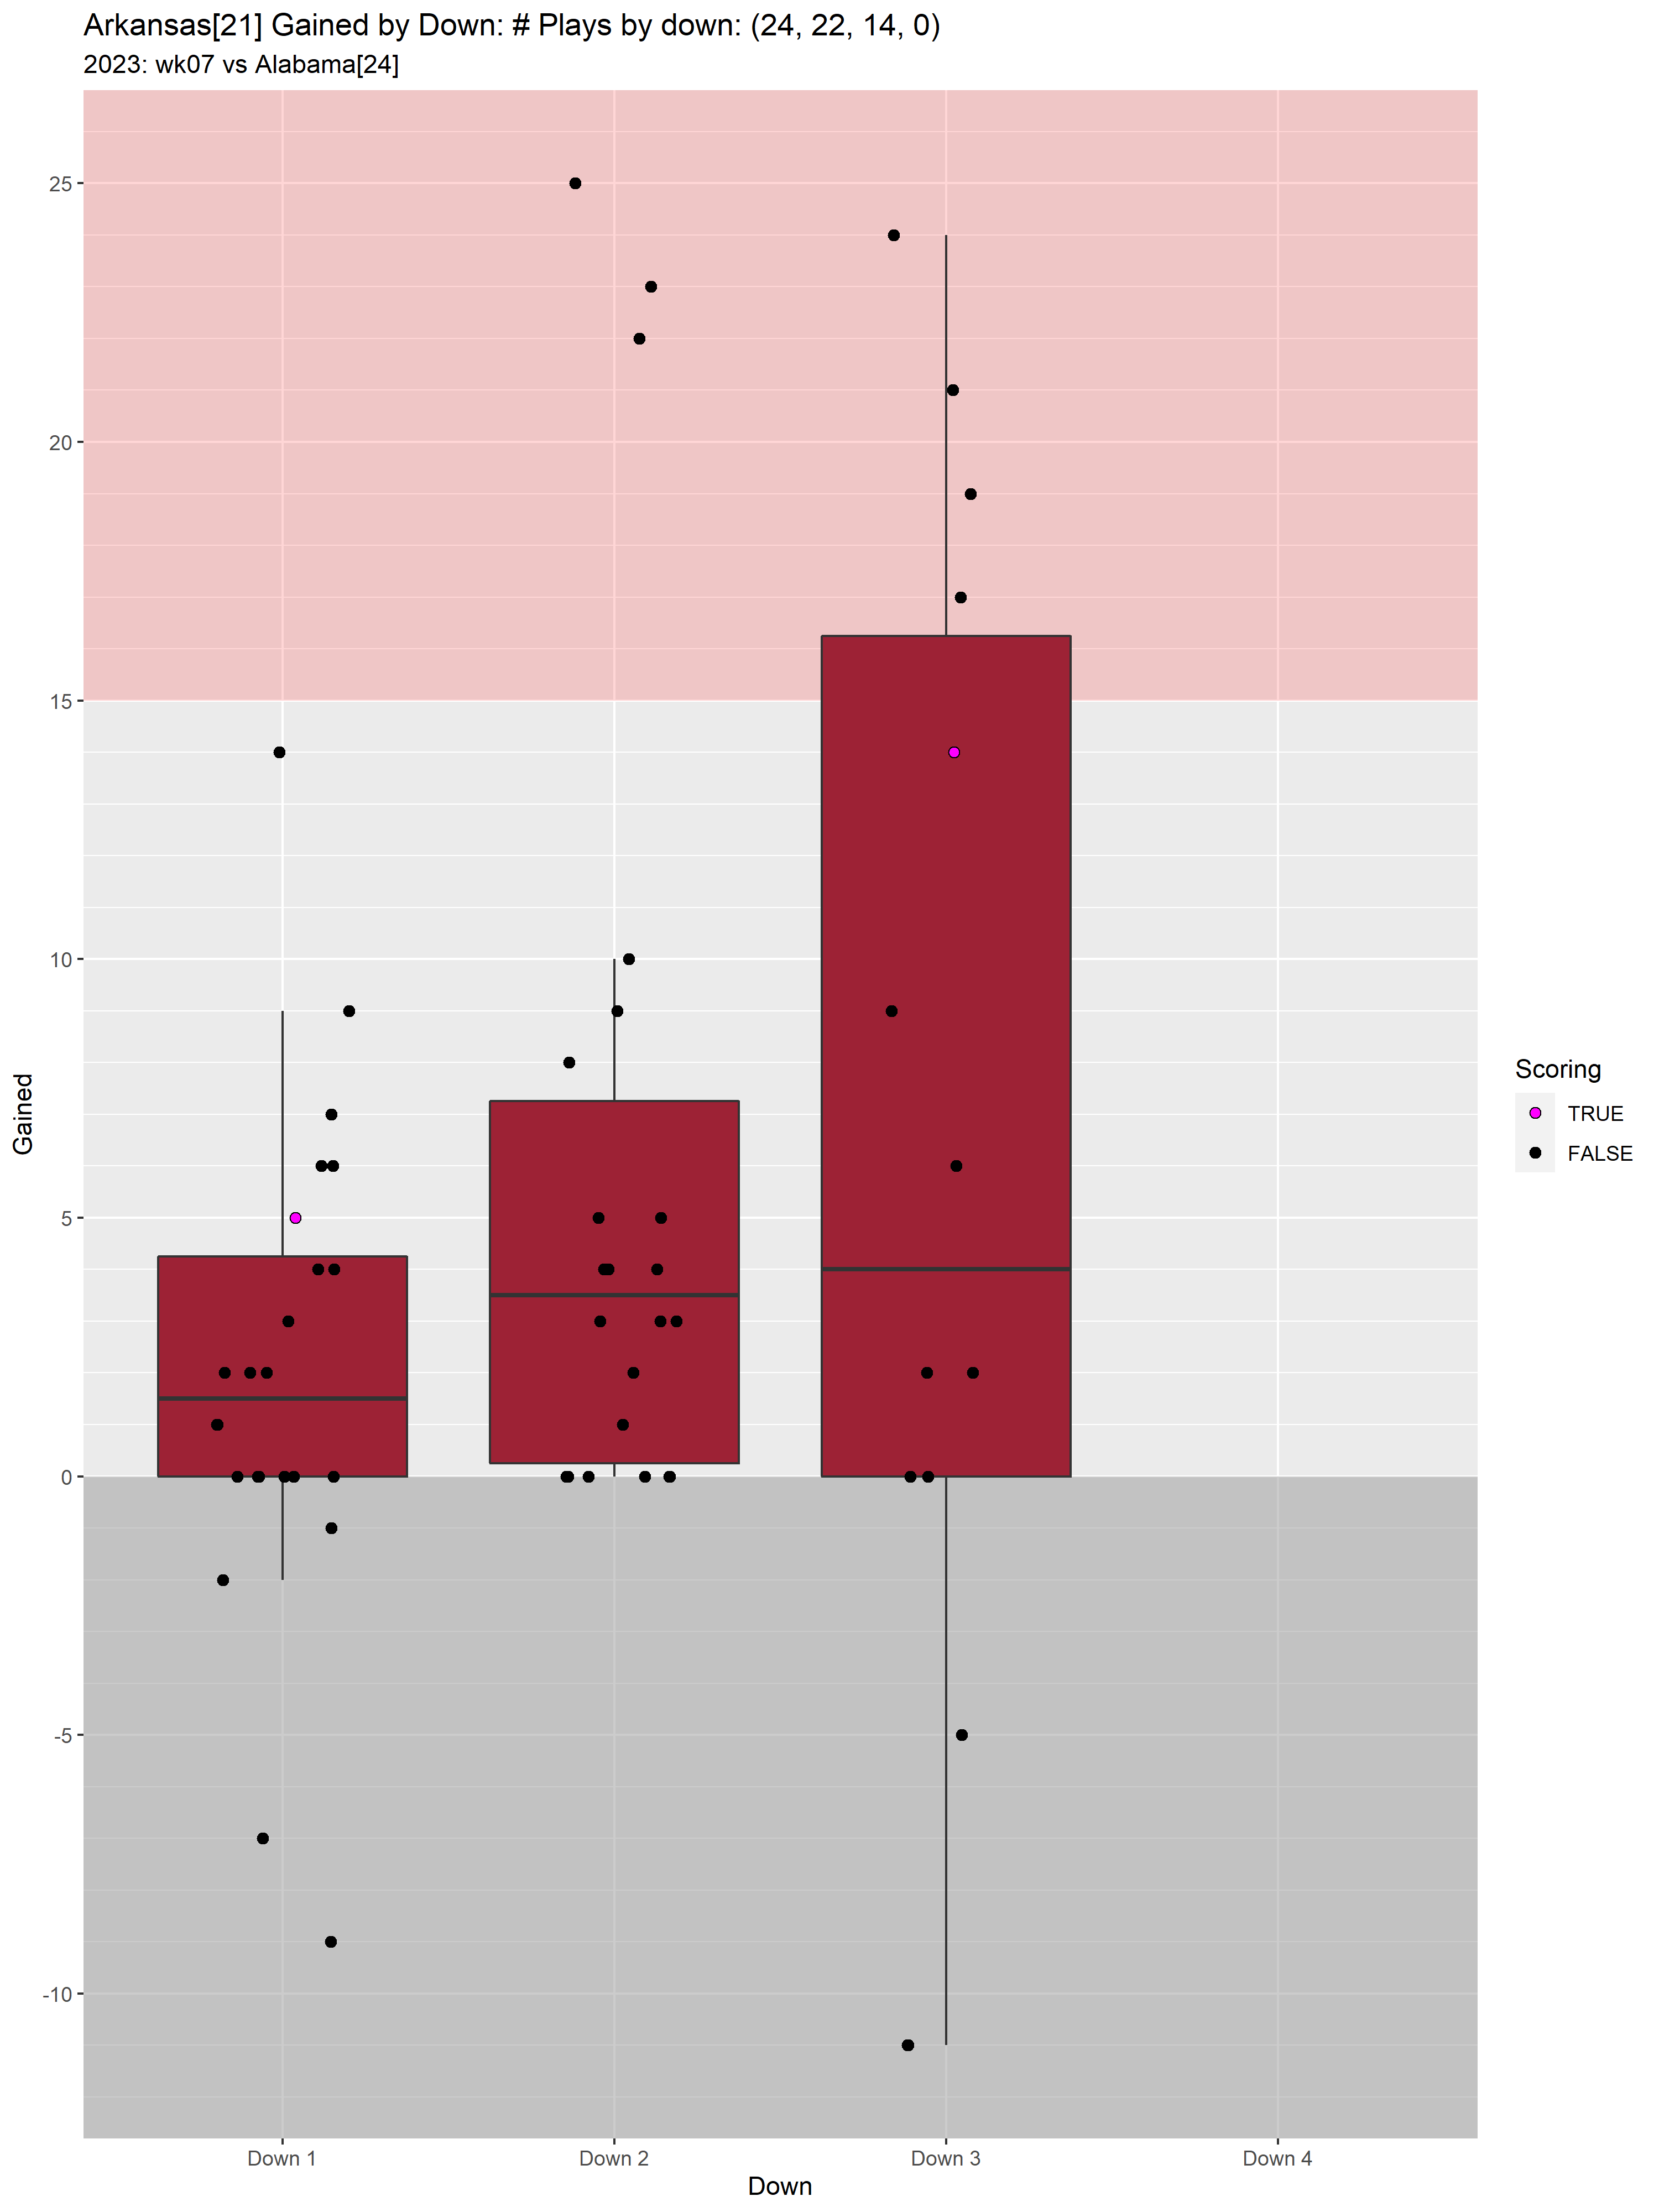 Arkansas[21] Gained by Down: # Plays by down: (24, 22, 14, 0)
2023: wk07 vs Alabama[24]
Gained
25
20
15
10
5
0
-5
-10
Down 1
Down 2
Down 3
Down 4
Down
Scoring
TRUE
FALSE